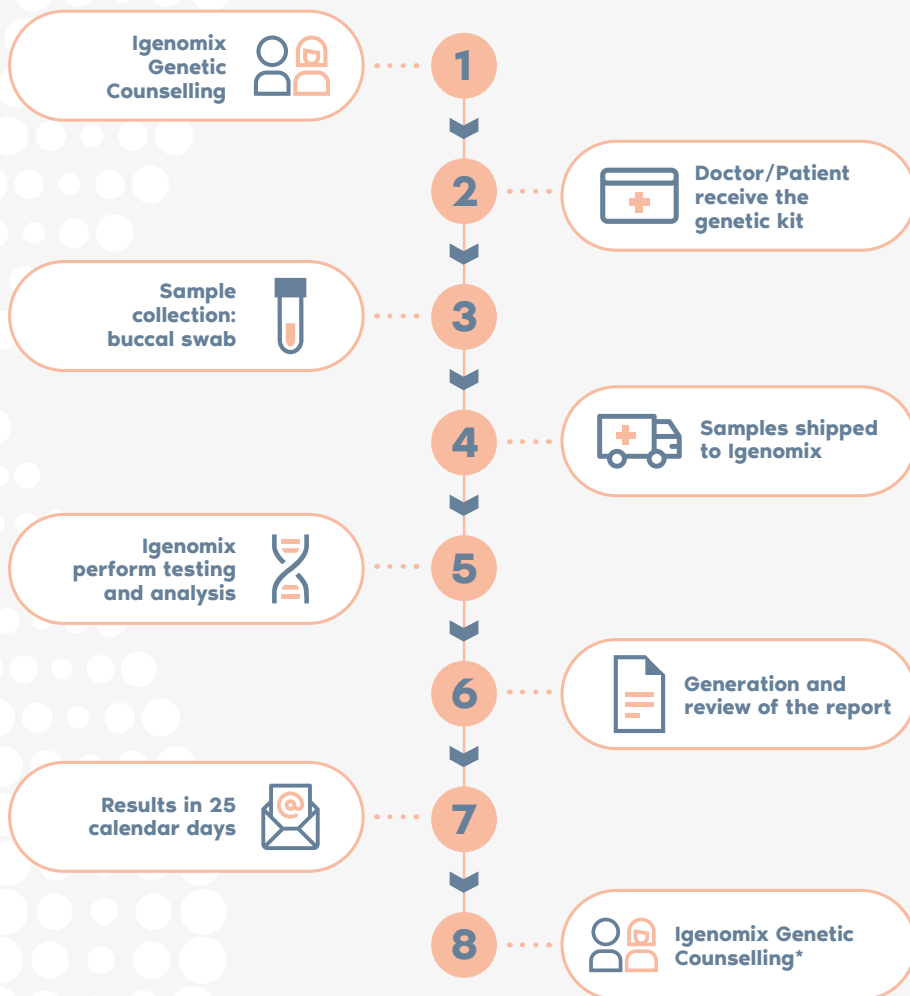 Igenomix
Genetic
Counselling
1
2
Doctor/Patient
receive the
genetic kit
Sample
collection:
buccal swab
3
4
Samples shipped
to Igenomix
Igenomix
perform testing
and analysis
5
6
Generation and
review of the report
Results in 25
calendar days
@
7
8
Igenomix Genetic
Counselling*